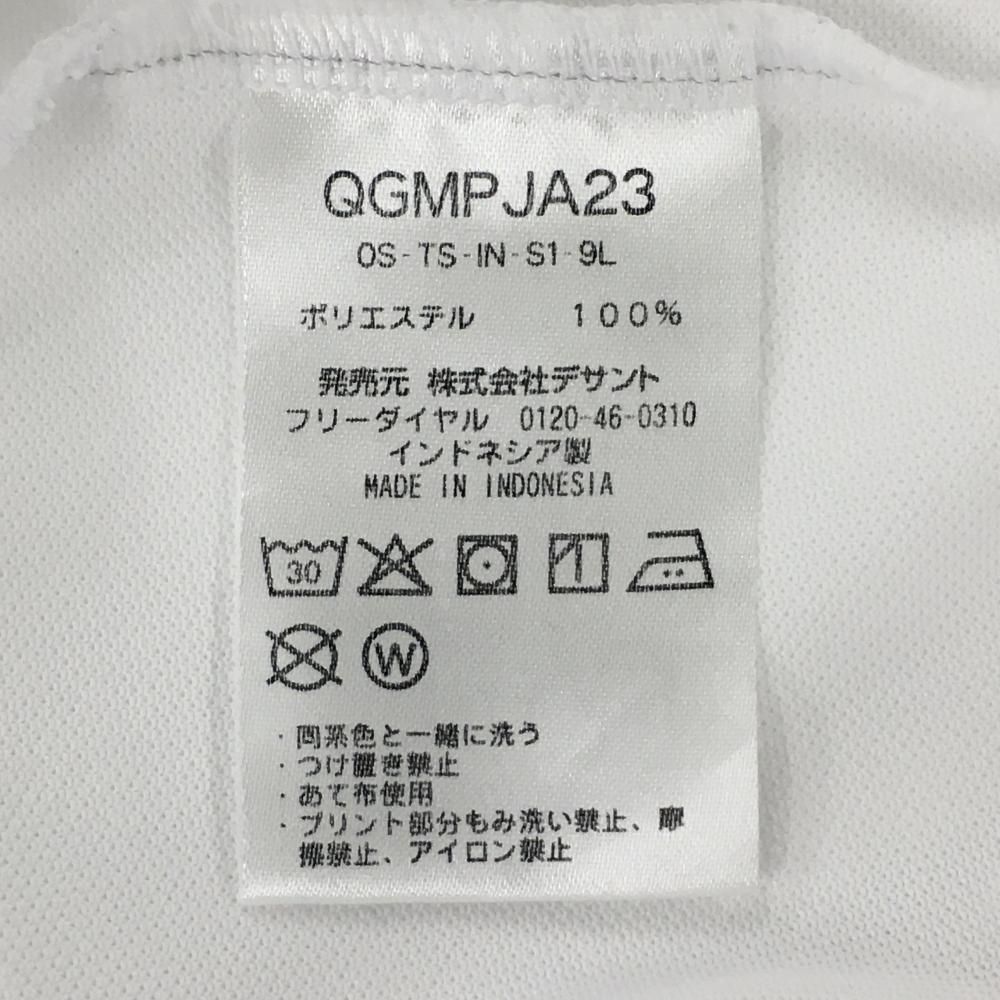 QGMPJA23
OS-TS-IN-S1-9L
ポリエステル 100%
発売元 株式会社デサント
フリーダイヤル 0120-46-0310
インドネシア製
MADE IN INDONESIA
30
W
・同系色と一緒に洗う
・つけ置き禁止
・あて布使用
・プリント部分もみ洗い禁止、摩
擦禁止、アイロン禁止